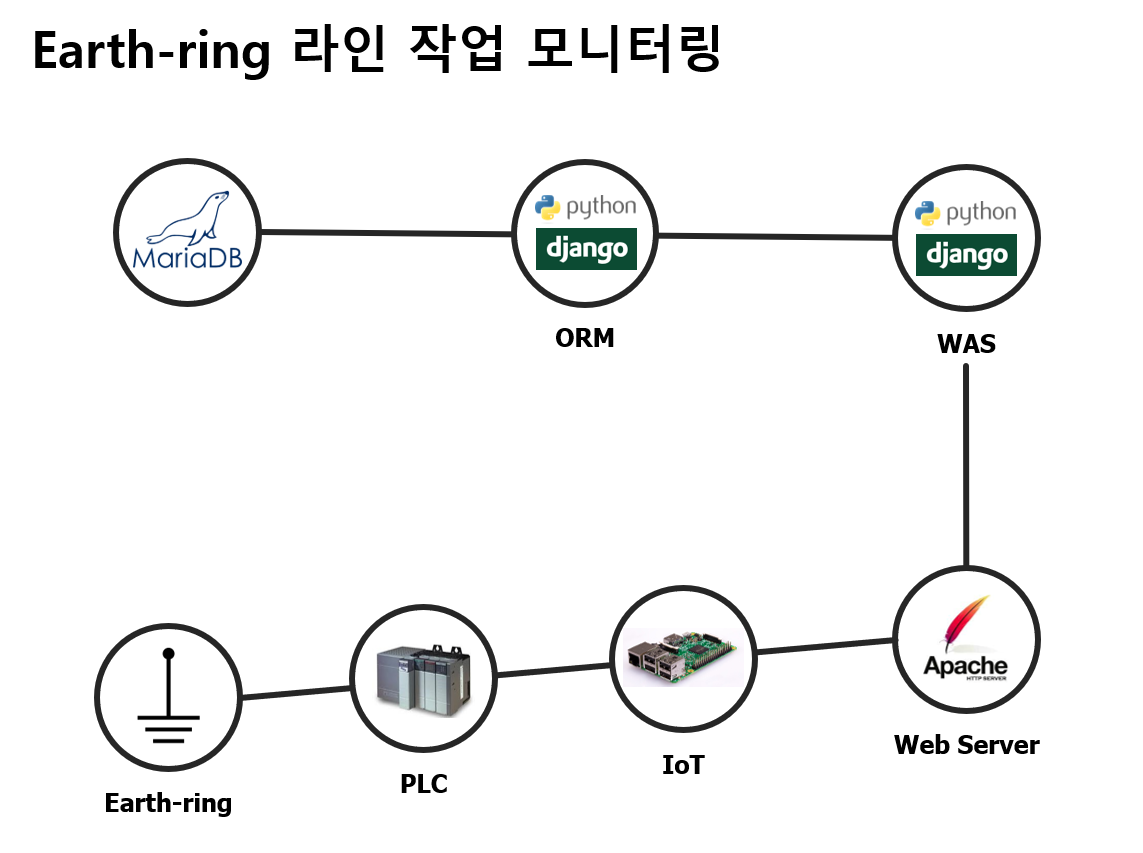 Earth-ring 라인 작업 모니터링
MariaDB
python
django
ORM
python
django
WAS
Earth-ring
PLC
IoT
Apache
HTTP SERVER
Web Server